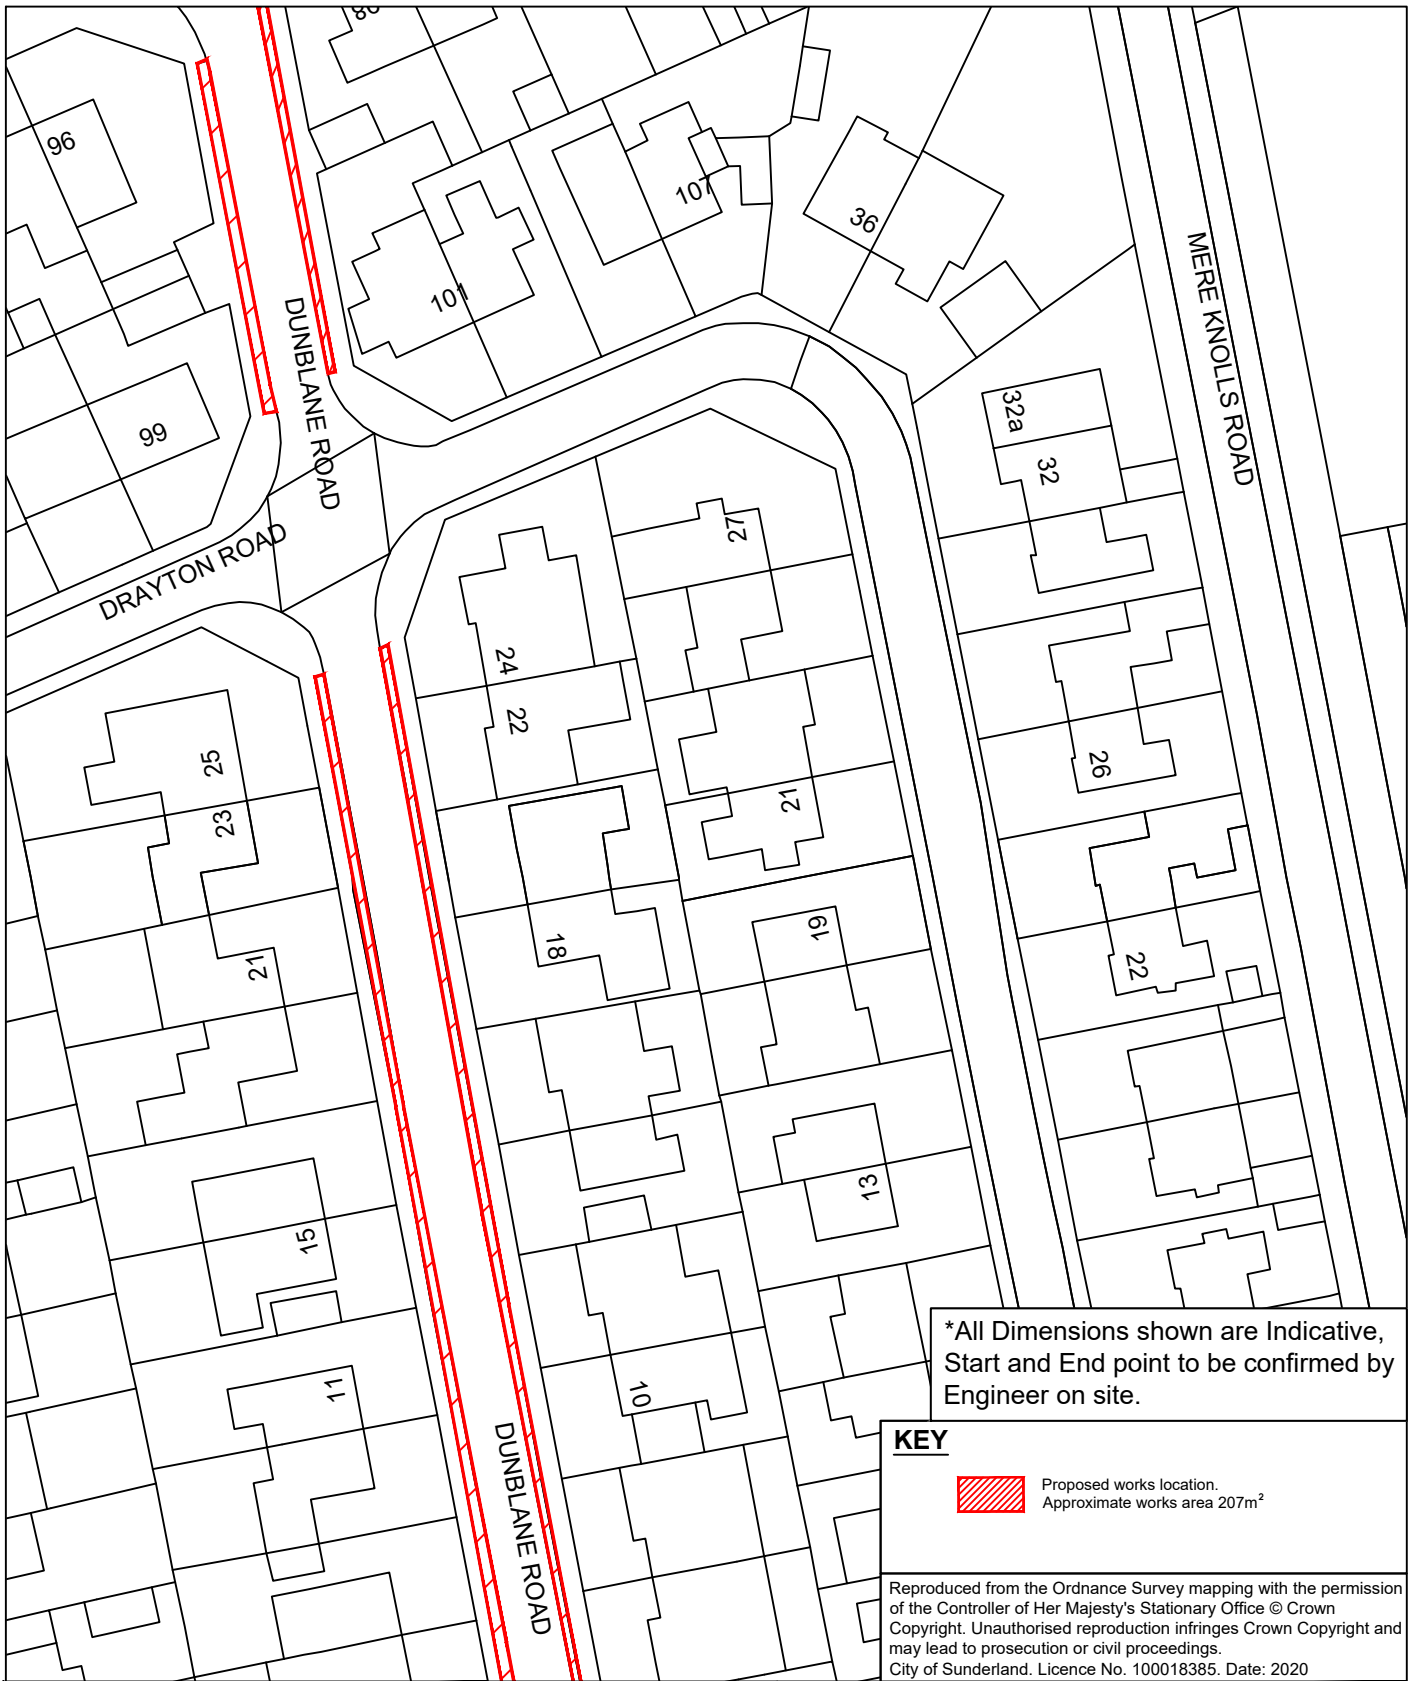 96
107
36
101
DUNBLANE ROAD
MERE KNOLLS ROAD
99
32a
32
27
DRAYTON ROAD
24
22
25
23
26
21
18
19
21
22
13
15
11
10
DUNBLANE ROAD
*All Dimensions shown are Indicative,
Start and End point to be confirmed by
Engineer on site.
KEY
Proposed works location.
Approximate works area 207m²
Reproduced from the Ordnance Survey mapping with the permission
of the Controller of Her Majesty's Stationary Office © Crown
Copyright. Unauthorised reproduction infringes Crown Copyright and
may lead to prosecution or civil proceedings.
City of Sunderland. Licence No. 100018385. Date: 2020